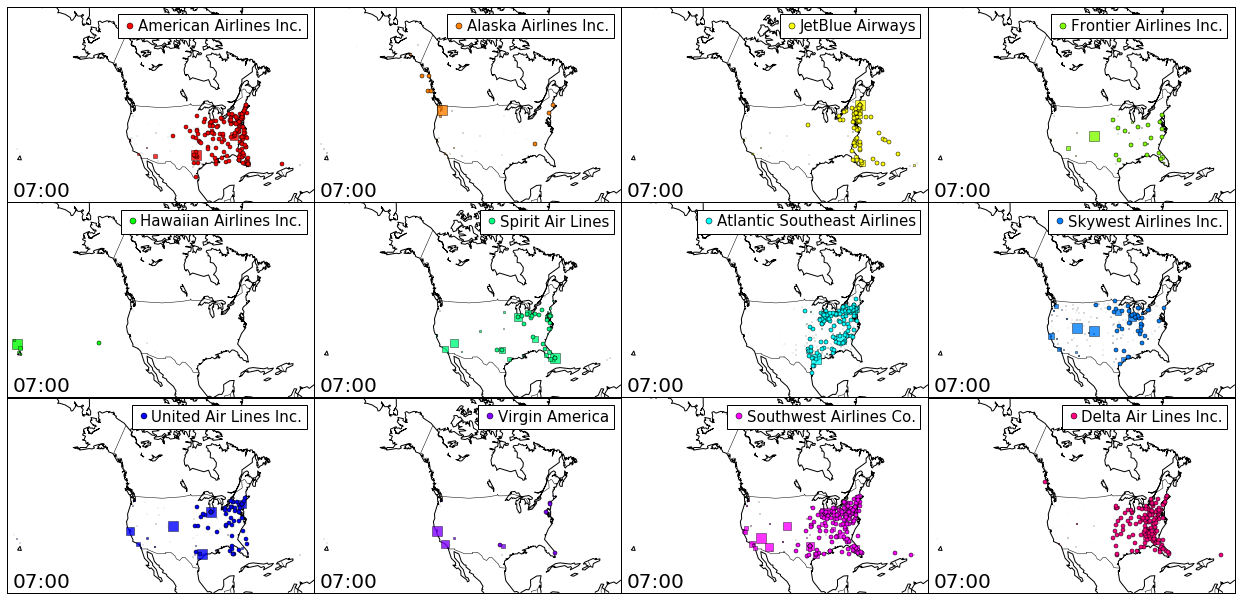 American Airlines Inc.
Alaska Airlines Inc.
JetBlue Airways
Frontier Airlines Inc.
07:00
07:00
07:00
07:00
Hawaiian Airlines Inc.
Spirit Air Lines
Atlantic Southeast Airlines
Skywest Airlines Inc.
07:00
07:00
07:00
07:00
United Air Lines Inc.
Virgin America
Southwest Airlines Co.
Delta Air Lines Inc.
07:00
07:00
07:00
07:00